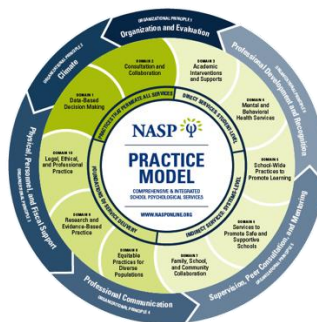 ORGANIZATIONAL PRINCIPLE 1
Organization and Evaluation
Climate
Physical, Personnel, and Fiscal Support
Professional Communication
Supervision, Peer Consultation, and Mentoring
Professional Development and Recognition
DOMAIN 1
Data-Based
Decision Making
DOMAIN 2
Consultation and
Collaboration
DOMAIN 3
Academic
Interventions
and Supports
DOMAIN 4
Mental and
Behavioral
Health Services
DOMAIN 5
School-Wide
Practices to
Promote Learning
DOMAIN 6
Services to
Promote Safe and
Supportive
Schools
DOMAIN 7
Family, School,
and Community
Collaboration
DOMAIN 8
Equitable
Practices for
Diverse
Populations
DOMAIN 9
Research and
Evidence-Based
Practice
DOMAIN 10
Legal, Ethical,
and Professional
Practice
PRACTICES THAT PERMEATE ALL SERVICES
DIRECT SERVICES: STUDENT LEVEL
INDIRECT SERVICES: SYSTEMS LEVEL
FOUNDATIONS OF SERVICE DELIVERY
NASP
PRACTICE
MODEL
COMPREHENSIVE & INTEGRATED
SCHOOL PSYCHOLOGICAL SERVICES
WWW.NASPONLINE.ORG